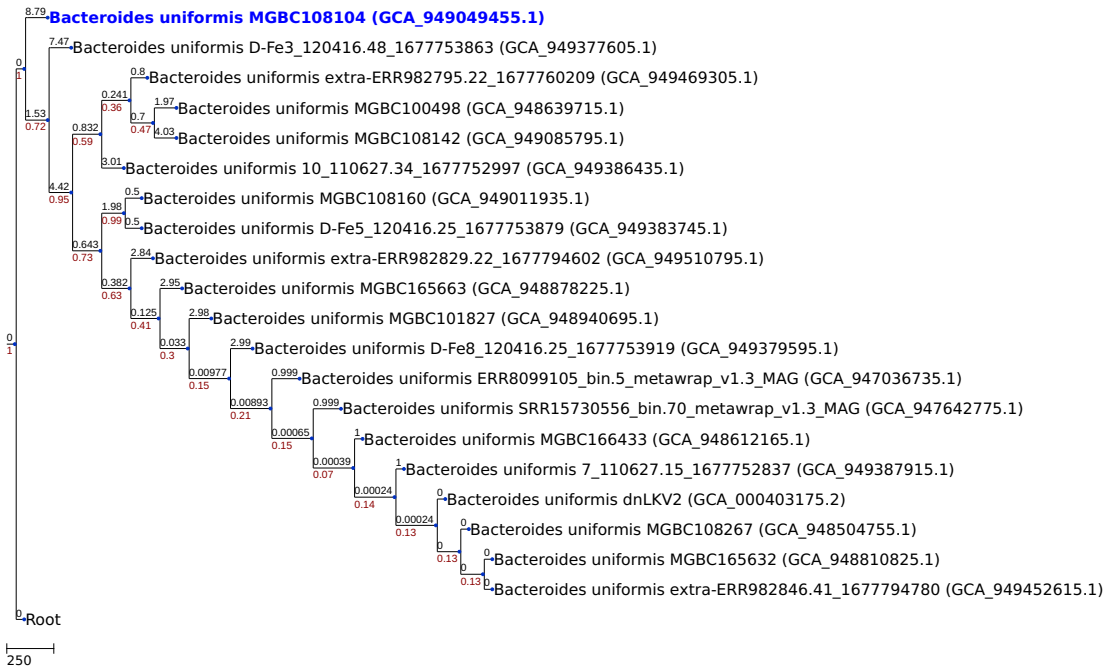 8.79 Bacteroides uniformis MGBC108104 (GCA_949049455.1)
7.47 Bacteroides uniformis D-Fe3_120416.48_1677753863 (GCA_949377605.1)
0
1
0.8 Bacteroides uniformis extra-ERR982795.22_1677760209 (GCA_949469305.1)
0.241
0.36
1.97 Bacteroides uniformis MGBC100498 (GCA_948639715.1)
1.53
0.72
0.7
0.47
0.832
0.59
4.03 Bacteroides uniformis MGBC108142 (GCA_949085795.1)
3.01 Bacteroides uniformis 10_110627.34_1677752997 (GCA_949386435.1)
4.42
0.95
0.5 Bacteroides uniformis MGBC108160 (GCA_949011935.1)
1.98
0.99
0.5 Bacteroides uniformis D-Fe5_120416.25_1677753879 (GCA_949383745.1)
0.643
0.73
2.84 Bacteroides uniformis extra-ERR982829.22_1677794602 (GCA_949510795.1)
0.382
0.63
2.95 Bacteroides uniformis MGBC165663 (GCA_948878225.1)
0.125
0.41
2.98 Bacteroides uniformis MGBC101827 (GCA_948940695.1)
0
1
0.033
0.3
2.99 Bacteroides uniformis D-Fe8_120416.25_1677753919 (GCA_949379595.1)
0.00977
0.15
0.999 Bacteroides uniformis ERR8099105_bin.5_metawrap_v1.3_MAG (GCA_947036735.1)
0.00893
0.21
0.999 Bacteroides uniformis SRR15730556_bin.70_metawrap_v1.3_MAG (GCA_947642775.1)
0.00065
0.15
1 Bacteroides uniformis MGBC166433 (GCA_948612165.1)
0.00039
0.07
1 Bacteroides uniformis 7_110627.15_1677752837 (GCA_949387915.1)
0.00024
0.14
0 Bacteroides uniformis dnLKV2 (GCA_000403175.2)
0.00024
0.13
0 Bacteroides uniformis MGBC108267 (GCA_948504755.1)
0
0.13
0 Bacteroides uniformis MGBC165632 (GCA_948810825.1)
0
0.13
0 Bacteroides uniformis extra-ERR982846.41_1677794780 (GCA_949452615.1)
0 Root
250